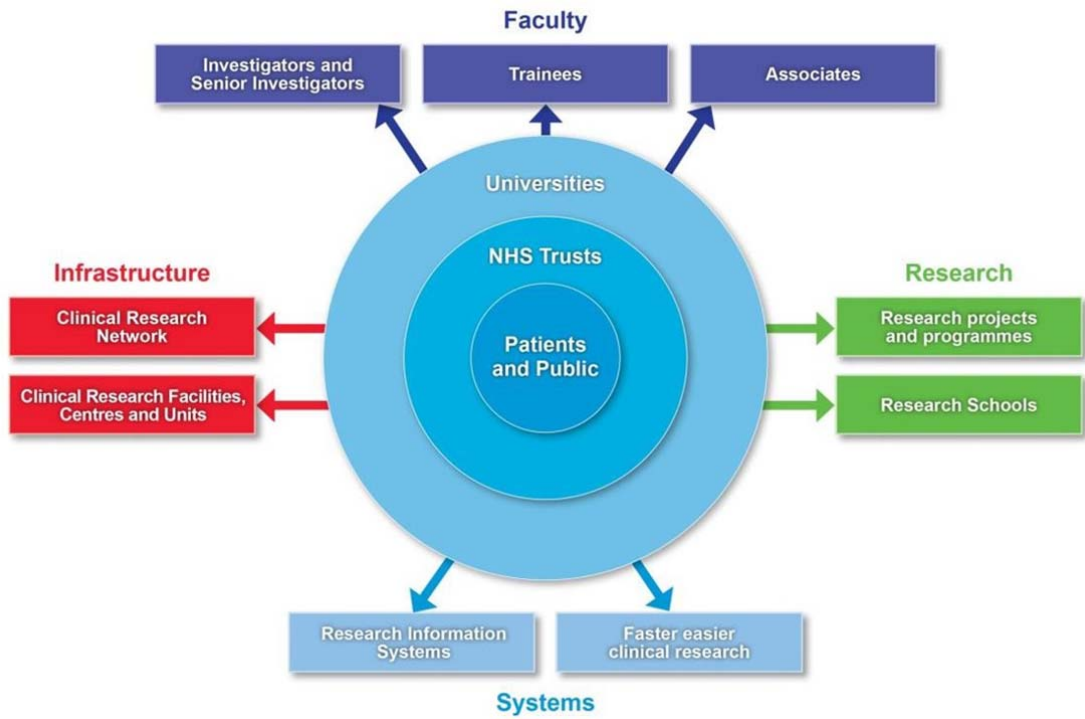 Faculty
Investigators and
Senior Investigators
Trainees
Associates
Universities
NHS Trusts
Patients
and Public
Infrastructure
Clinical Research
Network
Clinical Research Facilities,
Centres and Units
Research
Research projects
and programmes
Research Schools
Research Information
Systems
Faster easier
clinical research
Systems